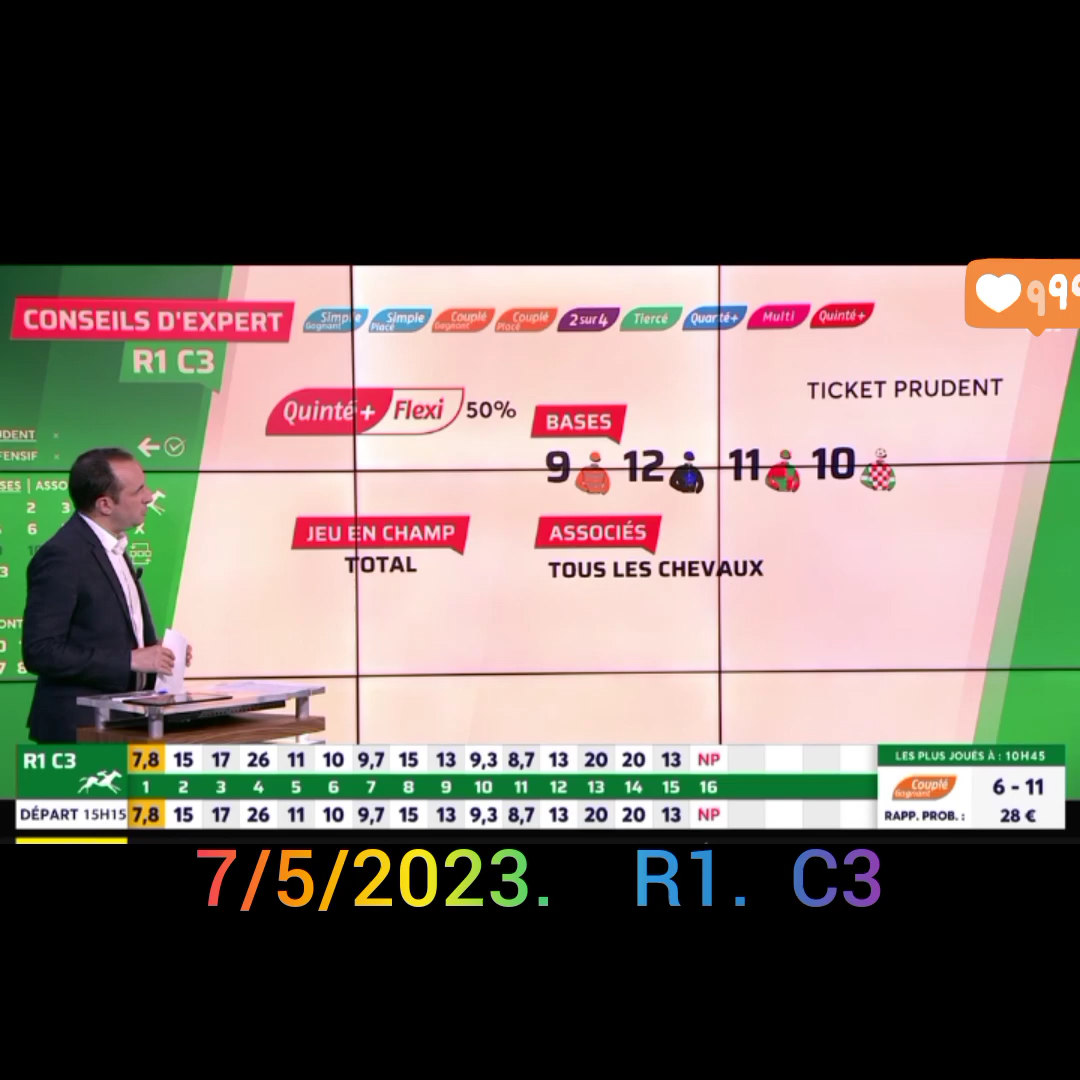 CONSEILS D'EXPERT
Simple Gagnant
Simple Placé
Couplé Gagnant
Couplé Placé
2 sur 4
Tiercé
Quarté+
Multi
Quinté+
999
R1 C3
TICKET PRUDENT
Quinté+ Flexi 50%
BASES
9 12 11 10
JEU EN CHAMP
ASSOCIÉS
TOTAL
TOUS LES CHEVAUX
R1 C3
7,8 15 17 26 11 10 9,7 15 13 9,3 8,7 13 20 20 13 NP
1 2 3 4 5 6 7 8 9 10 11 12 13 14 15 16
DÉPART 15H15
7,8 15 17 26 11 10 9,7 15 13 9,3 8,7 13 20 20 13 NP
LES PLUS JOUÉS À : 10H45
Couplé Gagnant
6 - 11
RAPP. PROB. :
28 €
7/5/2023. R1. C3